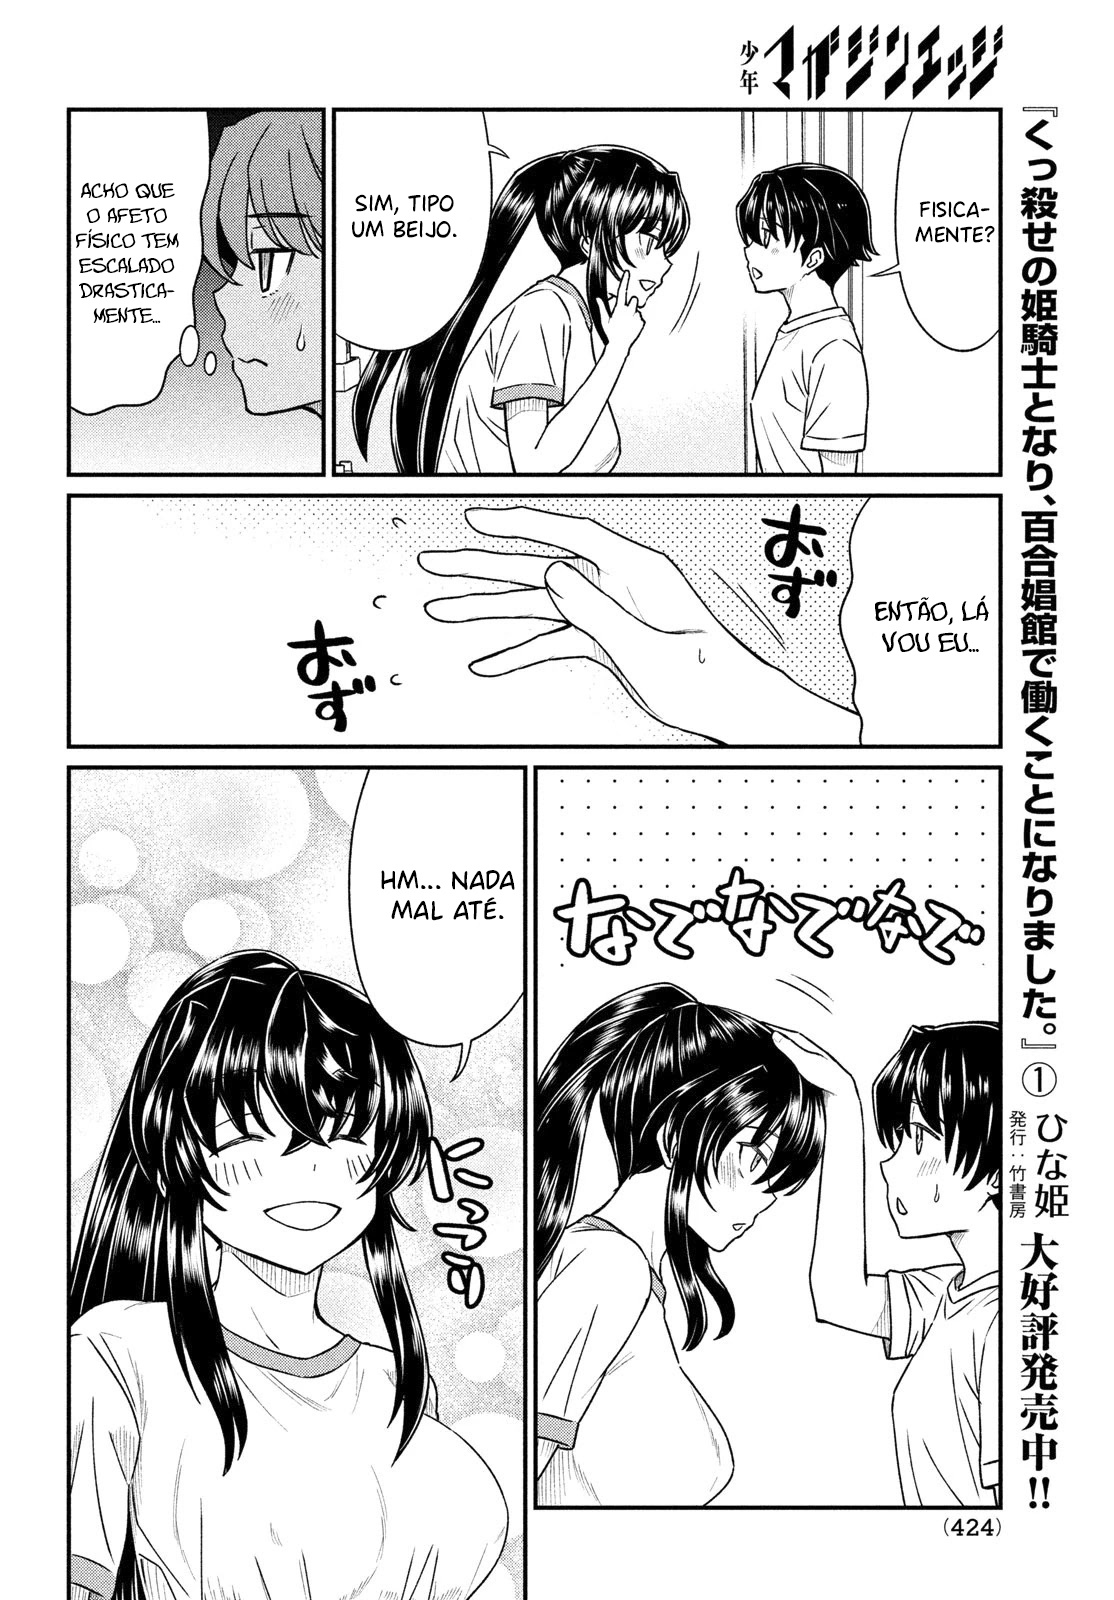 少年
マガジンエッジ
FISICA-
MENTE?
SIM, TIPO
UM BEIJO.
ACHO QUE
O AFETO
FÍSICO TEM
ESCALADO
DRASTICA-
MENTE...
ENTÃO, LÁ
VOU EU...
おず
おず
なでなでなで
HM... NADA
MAL ATÉ.
にっこり
『くっ殺せの姫騎士となり、百合娼館で働くことになりました。』①
ひな姫
発行：竹書房
大好評発売中!!
(424)